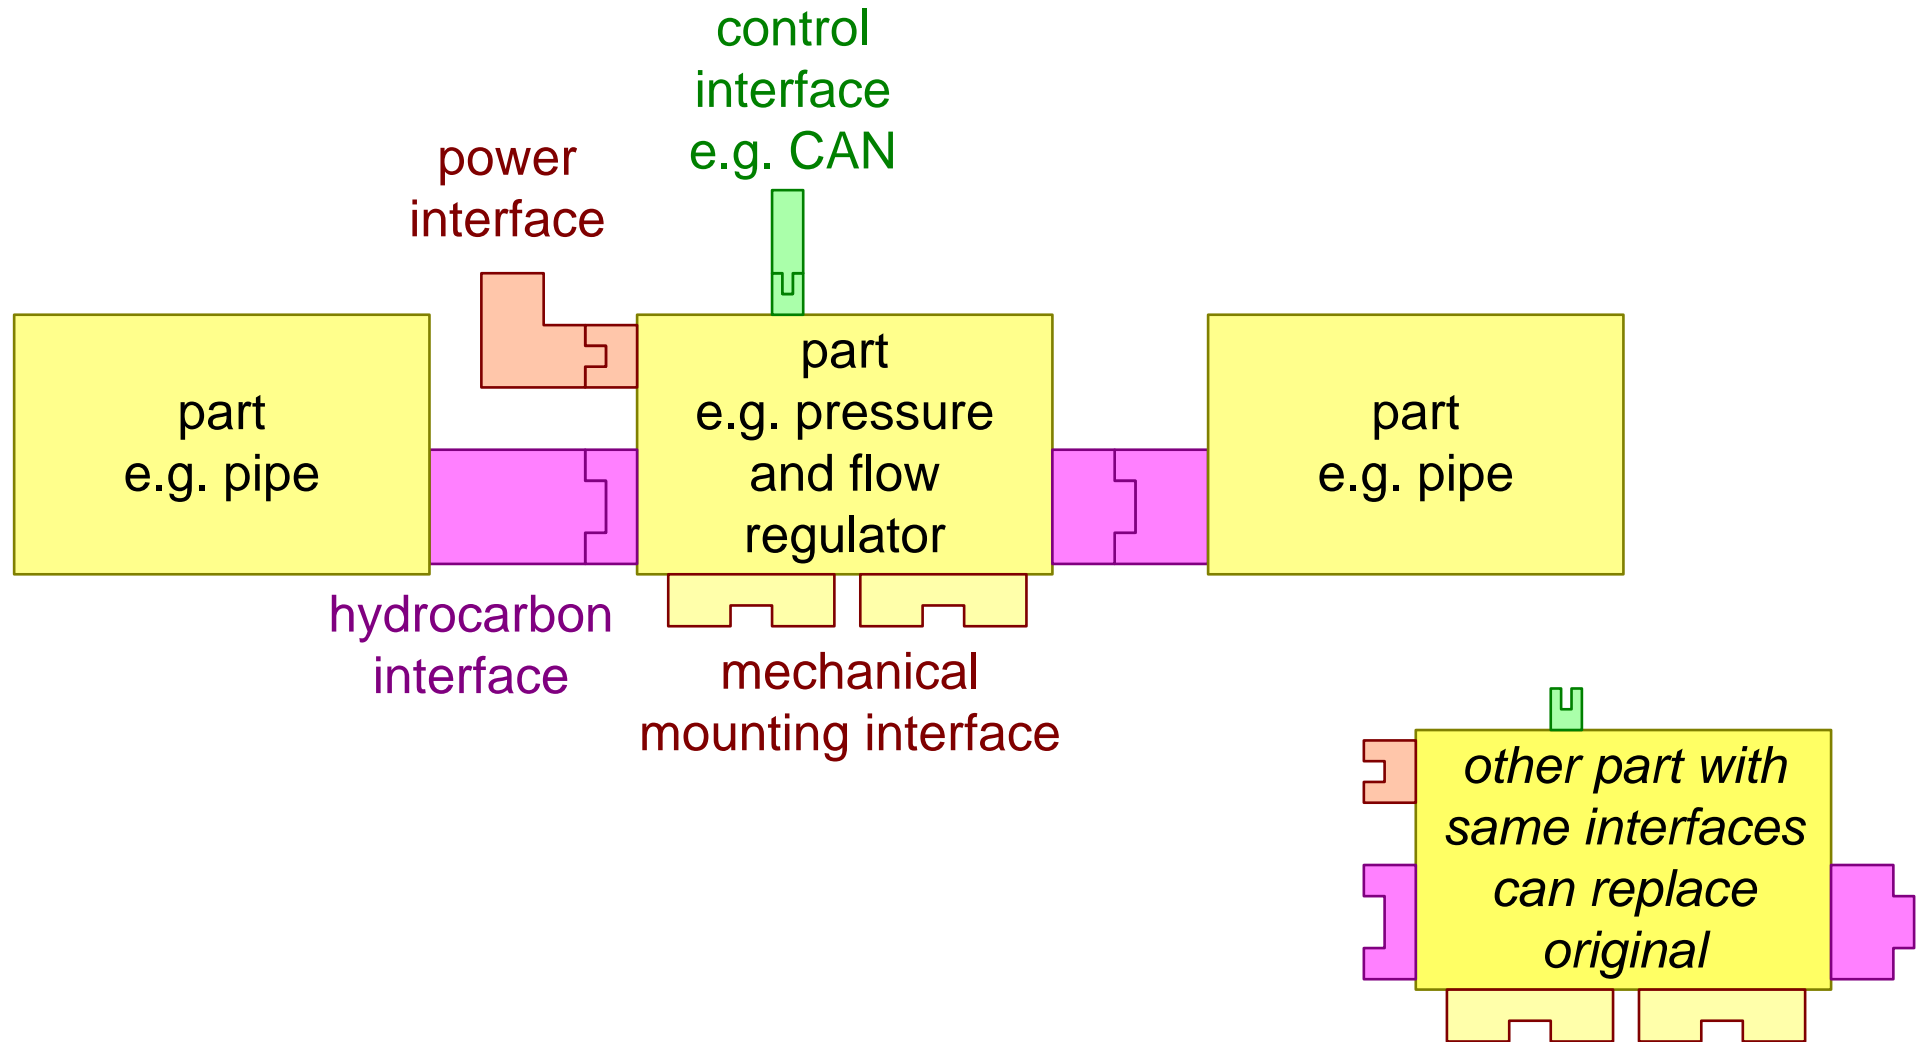 control
interface
e.g. CAN
power
interface
part
e.g. pipe
part
e.g. pressure
and flow
regulator
part
e.g. pipe
hydrocarbon
interface
mechanical
mounting interface
other part with
same interfaces
can replace
original